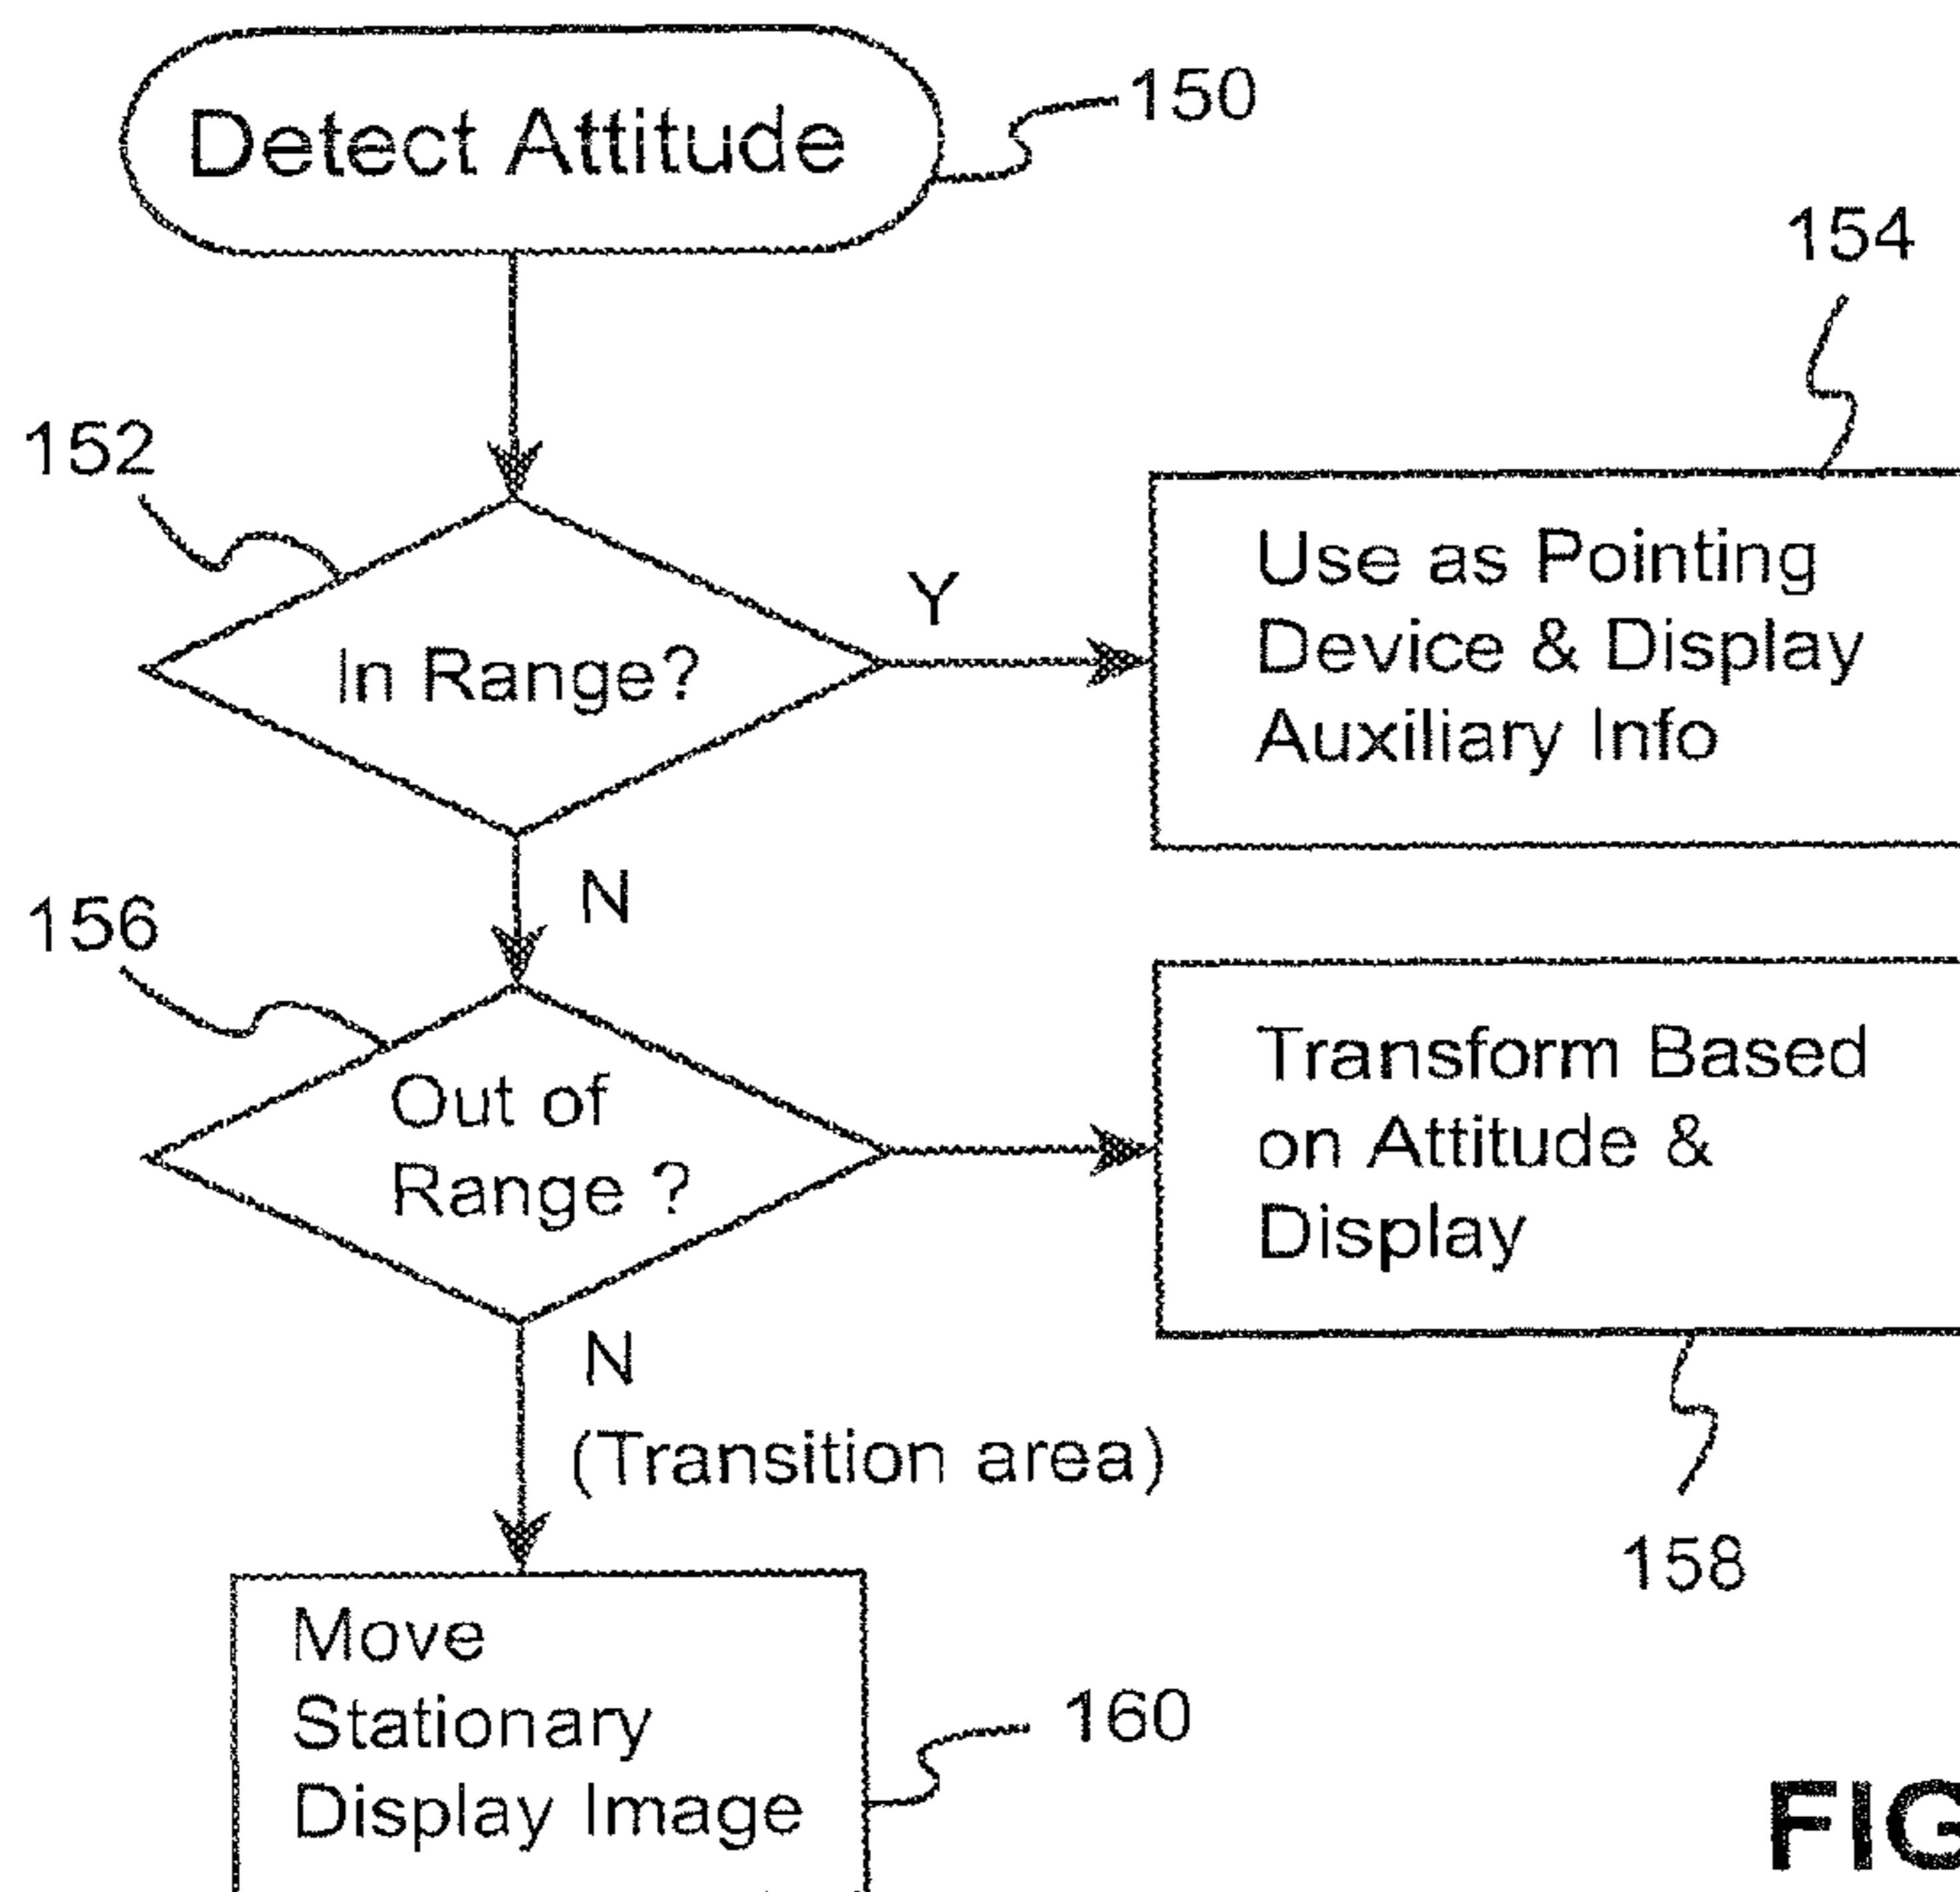 Detect Attitude
150
154
152
In Range?
Y
Use as Pointing
Device & Display
Auxiliary Info
N
156
Out of
Range ?
Transform Based
on Attitude &
Display
N
(Transition area)
158
Move
Stationary
Display Image
160
FIG